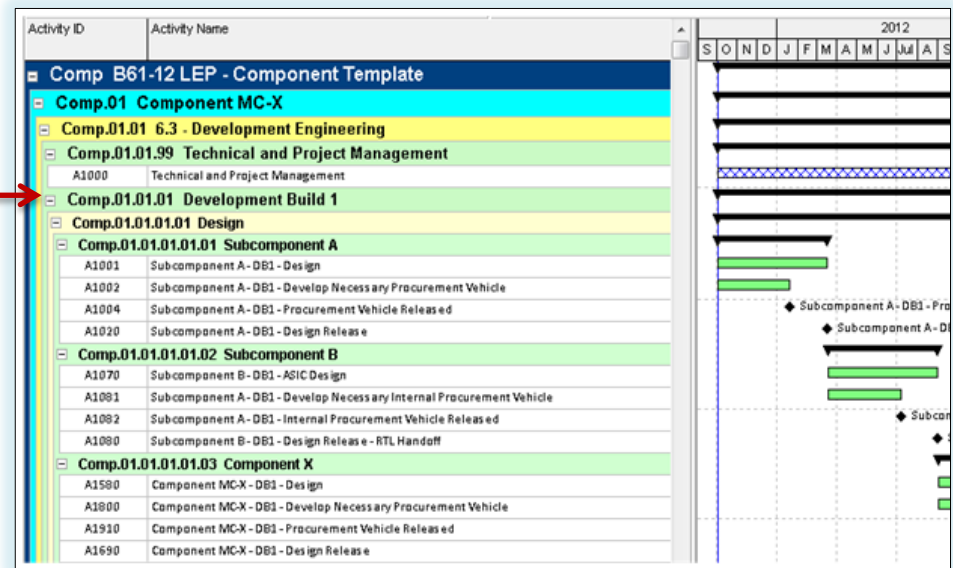 Activity ID Activity Name 2012
S O N D J F M A M J Jul A S
Comp B61-12 LEP - Component Template
Comp.01 Component MC-X
Comp.01.01 6.3 - Development Engineering
Comp.01.01.99 Technical and Project Management
A1000 Technical and Project Management
Comp.01.01.01 Development Build 1
Comp.01.01.01.01 Design
Comp.01.01.01.01.01 Subcomponent A
A1001 Subcomponent A - DB1 - Design
A1002 Subcomponent A - DB1 - Develop Necessary Procurement Vehicle
A1004 Subcomponent A - DB1 - Procurement Vehicle Released Subcomponent A - DB1 - Pro
A1020 Subcomponent A - DB1 - Design Release Subcomponent A - D
Comp.01.01.01.01.02 Subcomponent B
A1070 Subcomponent B - DB1 - ASIC Design
A1081 Subcomponent A - DB1 - Develop Necessary Internal Procurement Vehicle
A1082 Subcomponent A - DB1 - Internal Procurement Vehicle Released Subcon
A1080 Subcomponent B - DB1 - Design Release - RTL Handoff
Comp.01.01.01.01.03 Component X
A1580 Component MC-X - DB1 - Design
A1800 Component MC-X - DB1 - Develop Necessary Procurement Vehicle
A1910 Component MC-X - DB1 - Procurement Vehicle Released
A1690 Component MC-X - DB1 - Design Release